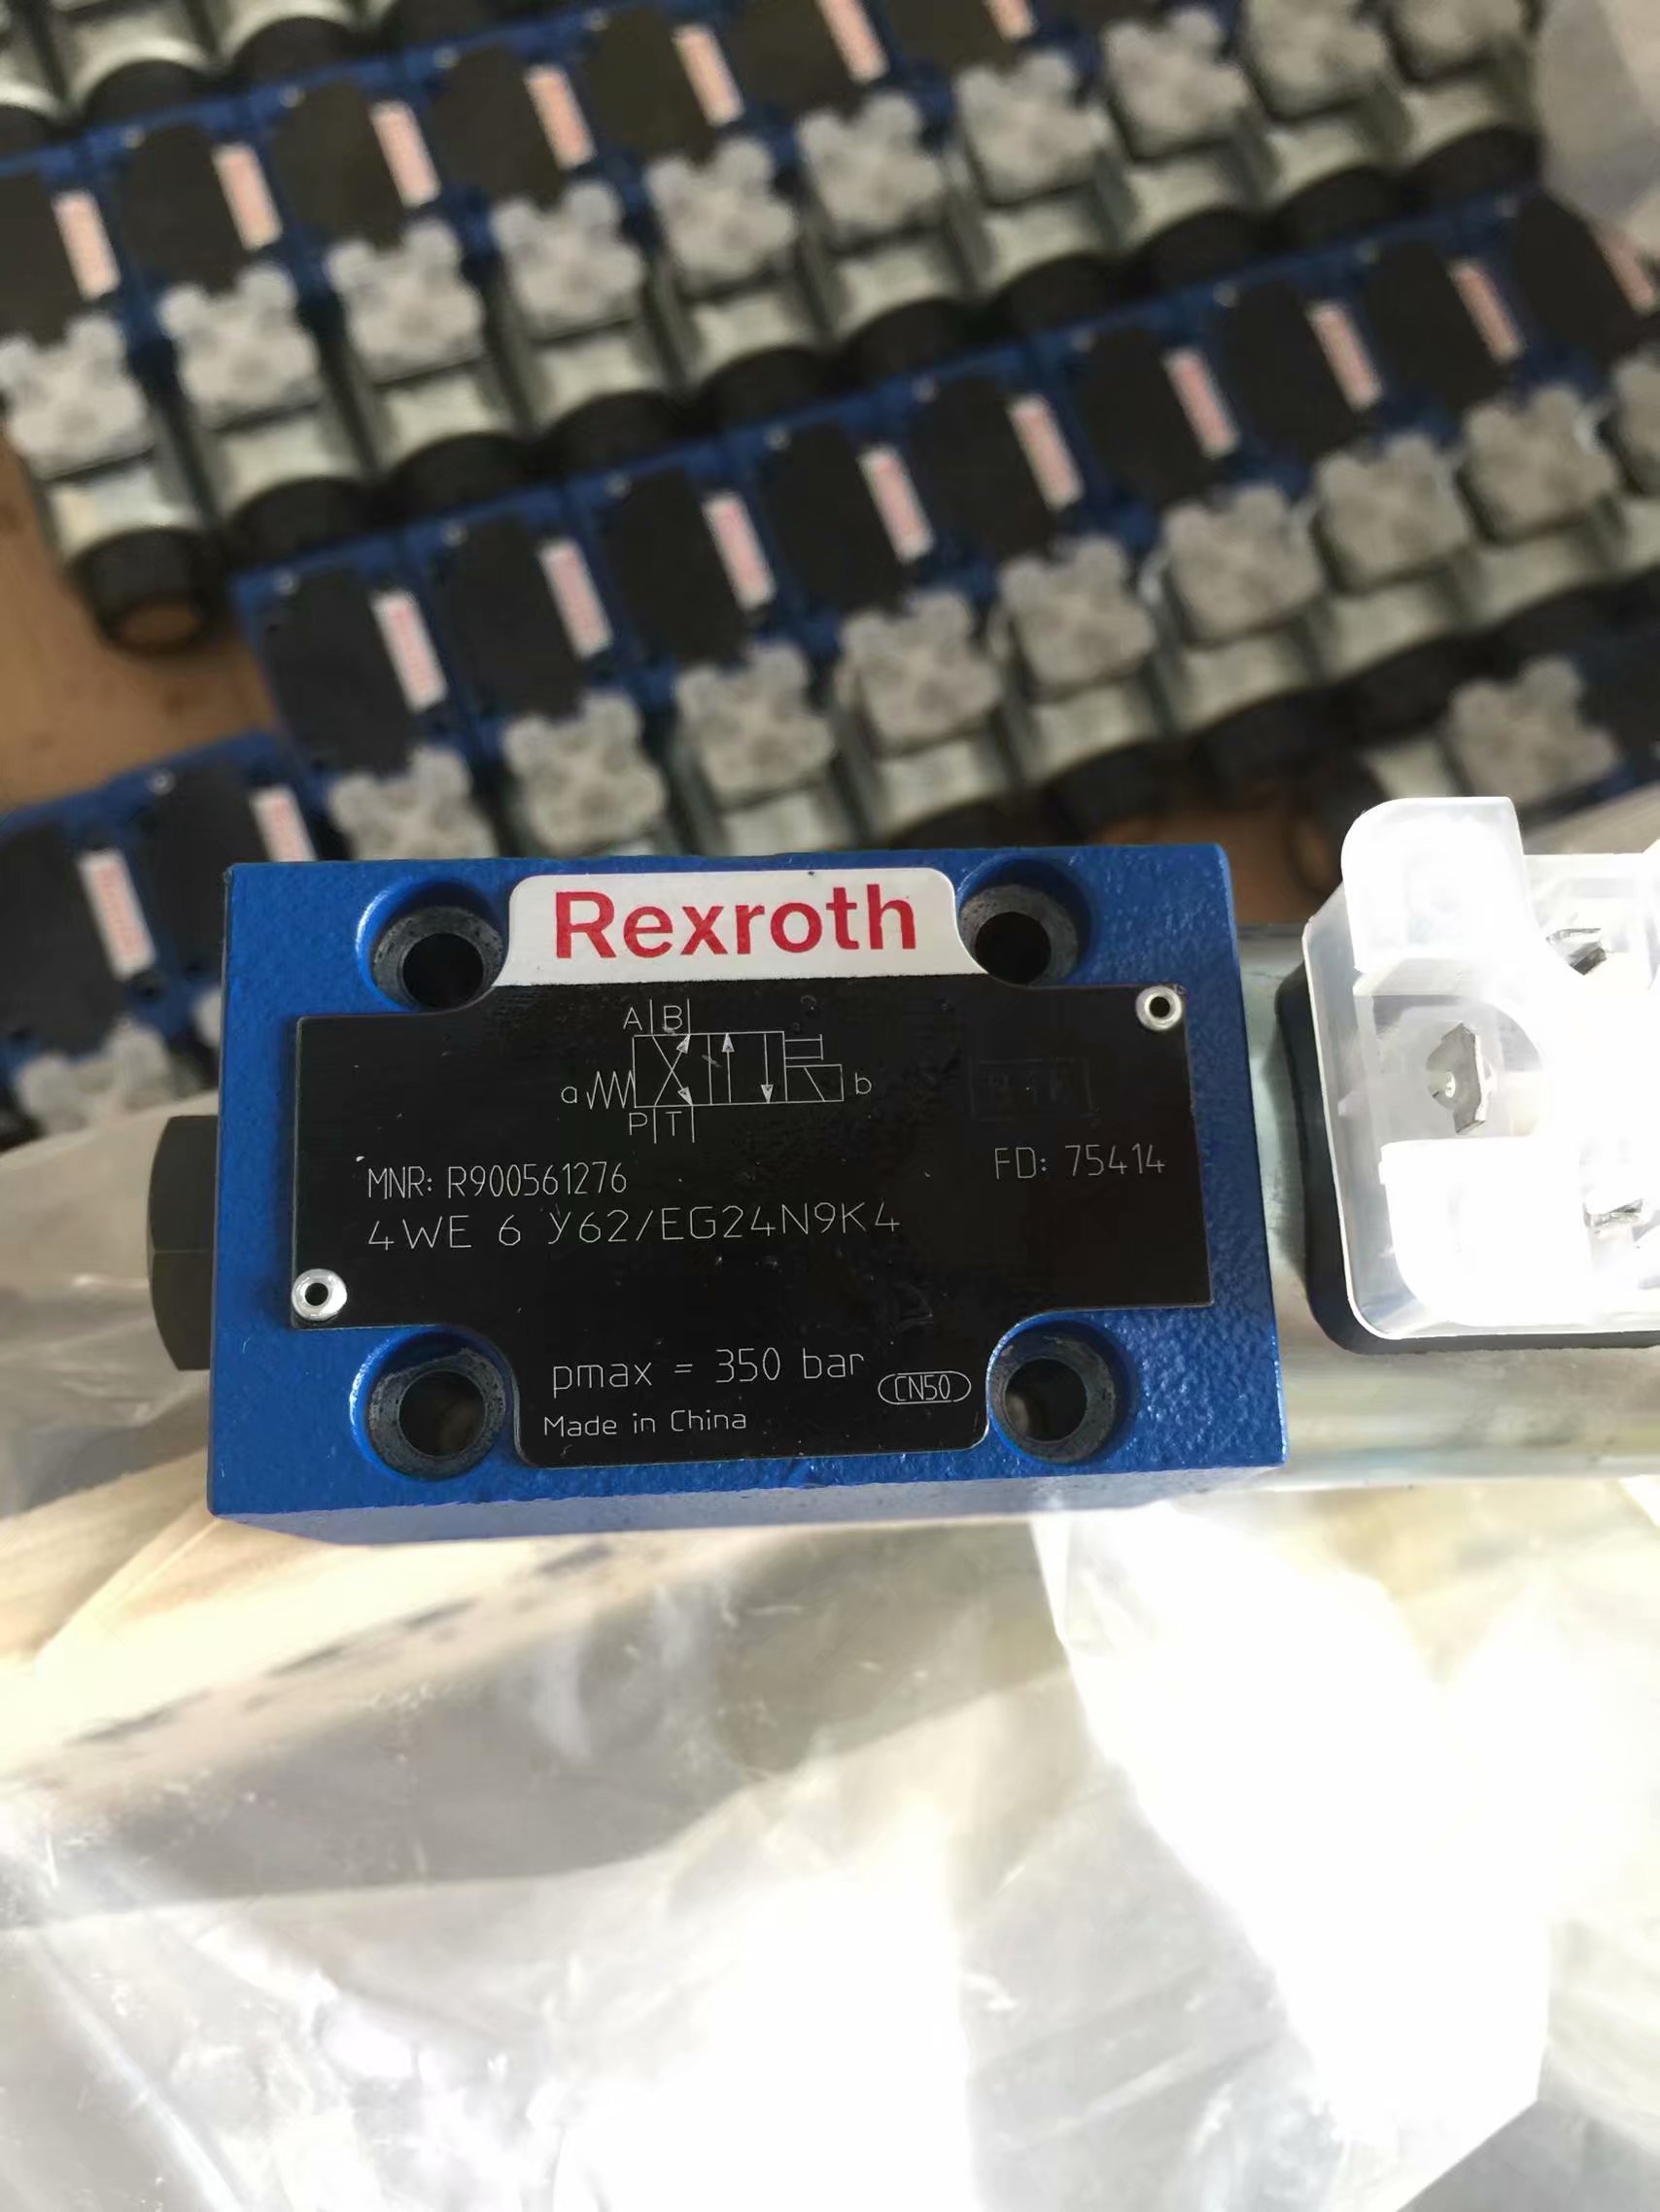 Rexroth
A B
a b
P T
MNR: R900561276
FD: 75414
4WE 6 Y62/EG24N9K4
pmax = 350 bar
CN50
Made in China